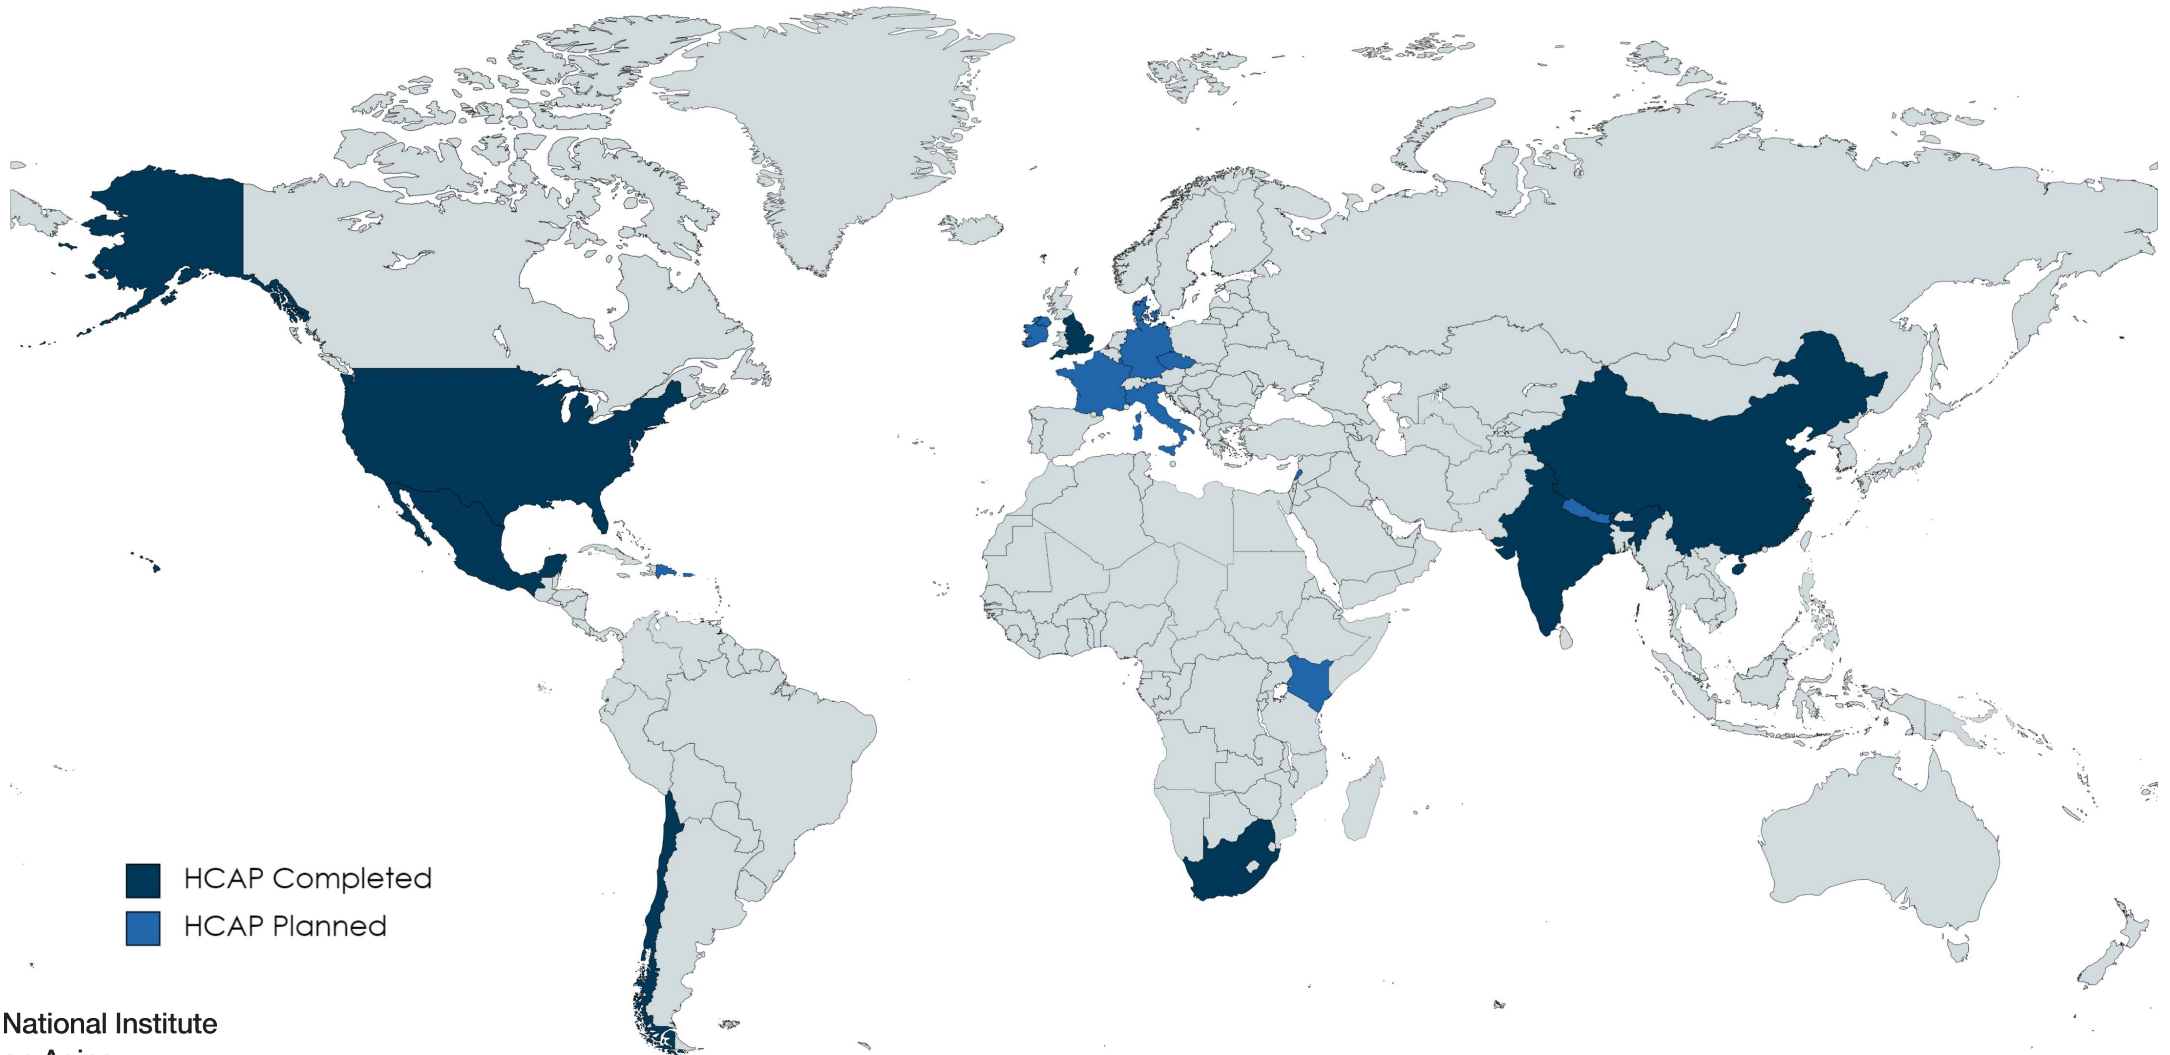 HCAP Completed
HCAP Planned
National Institute